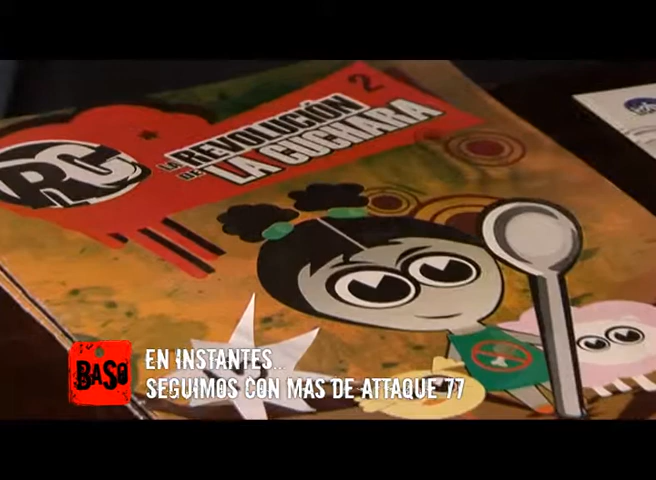 RC
LA
REVOLUCIÓN 2
DE LA CUCHARA
BASO
EN INSTANTES...
SEGUIMOS CON MAS DE ATTAQUE 77